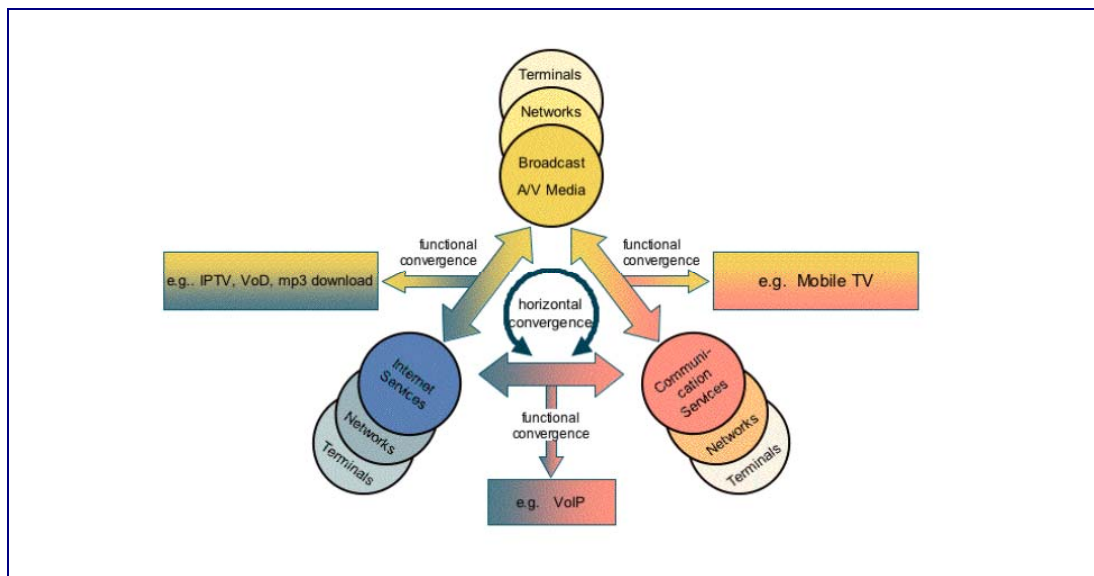 Terminals
Networks
Broadcast
A/V Media
functional
convergence
functional
convergence
e.g.. IPTV, VoD, mp3 download
e.g. Mobile TV
horizontal
convergence
Internet
Services
Networks
Terminals
Communi-
cation
Services
Networks
Terminals
functional
convergence
e.g. VoIP